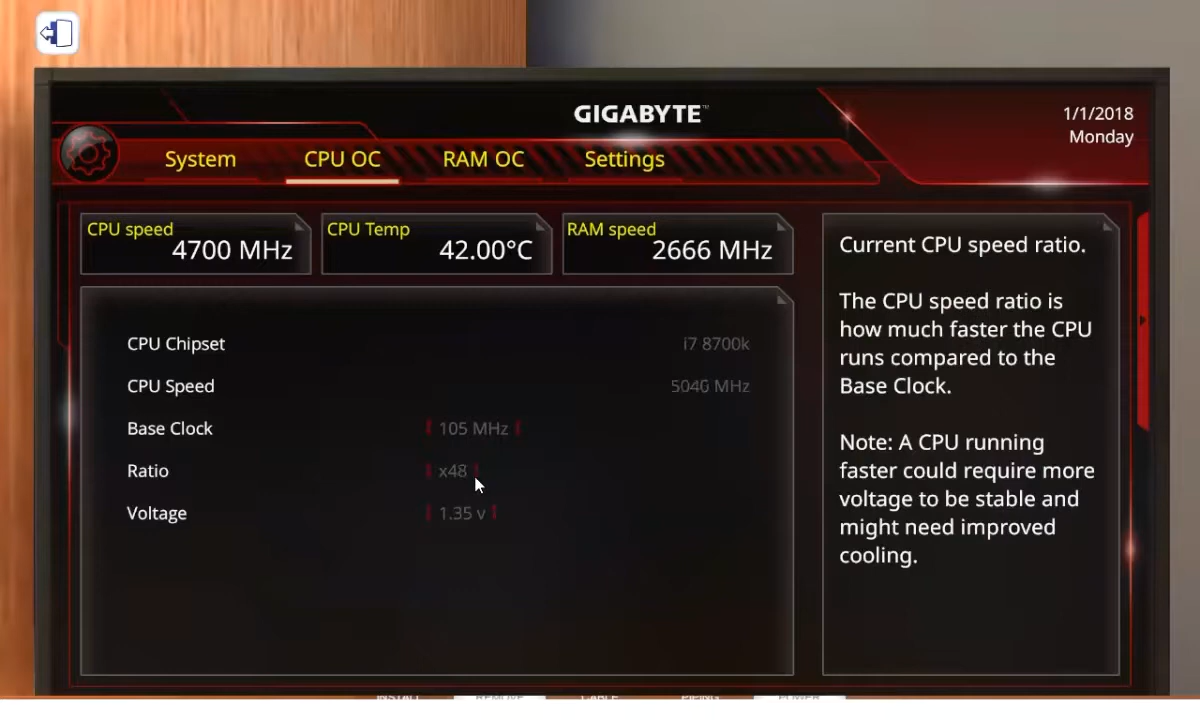 GIGABYTE™
1/1/2018
Monday
System
CPU OC
RAM OC
Settings
CPU speed
4700 MHz
CPU Temp
42.00°C
RAM speed
2666 MHz
CPU Chipset
i7 8700k
CPU Speed
MHz
Base Clock
105 MHz
Ratio
x48
Voltage
1.35 v
Current CPU speed ratio.
The CPU speed ratio is
how much faster the CPU
runs compared to the
Base Clock.
Note: A CPU running
faster could require more
voltage to be stable and
might need improved
cooling.